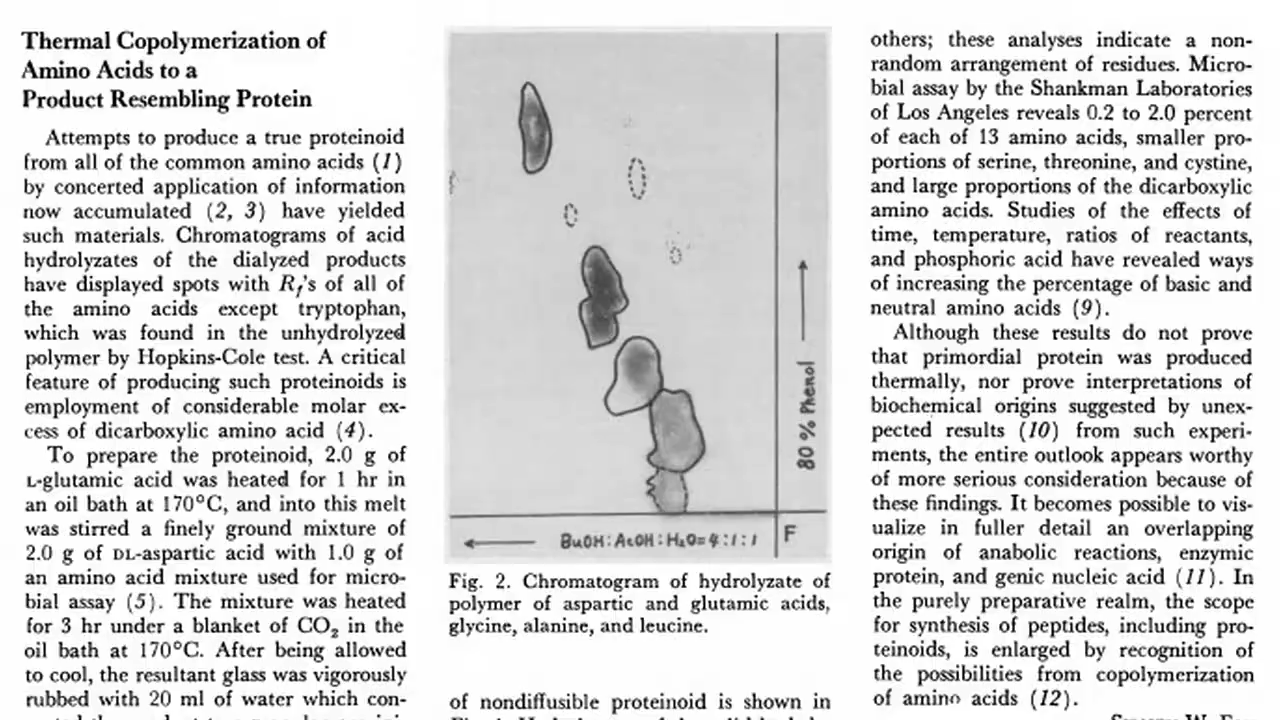 Thermal Copolymerization of
Amino Acids to a
Product Resembling Protein
Attempts to produce a true proteinoid
from all of the common amino acids (1)
by concerted application of information
now accumulated (2, 3) have yielded
such materials. Chromatograms of acid
hydrolyzates of the dialyzed products
have displayed spots with Rf's of all of
the amino acids except tryptophan,
which was found in the unhydrolyzed
polymer by Hopkins-Cole test. A critical
feature of producing such proteinoids is
employment of considerable molar ex-
cess of dicarboxylic amino acid (4).
To prepare the proteinoid, 2.0 g of
L-glutamic acid was heated for 1 hr in
an oil bath at 170°C, and into this melt
was stirred a finely ground mixture of
2.0 g of DL-aspartic acid with 1.0 g of
an amino acid mixture used for micro-
bial assay (5). The mixture was heated
for 3 hr under a blanket of CO₂ in the
oil bath at 170°C. After being allowed
to cool, the resultant glass was vigorously
rubbed with 20 ml of water which con-
80 % Phenol
BuOH : AcOH : H₂O = 4 : 1 : 1
F
Fig. 2. Chromatogram of hydrolyzate of
polymer of aspartic and glutamic acids,
glycine, alanine, and leucine.
of nondiffusible proteinoid is shown in
others; these analyses indicate a non-
random arrangement of residues. Micro-
bial assay by the Shankman Laboratories
of Los Angeles reveals 0.2 to 2.0 percent
of each of 13 amino acids, smaller pro-
portions of serine, threonine, and cystine,
and large proportions of the dicarboxylic
amino acids. Studies of the effects of
time, temperature, ratios of reactants,
and phosphoric acid have revealed ways
of increasing the percentage of basic and
neutral amino acids (9).
Although these results do not prove
that primordial protein was produced
thermally, nor prove interpretations of
biochemical origins suggested by unex-
pected results (10) from such experi-
ments, the entire outlook appears worthy
of more serious consideration because of
these findings. It becomes possible to vis-
ualize in fuller detail an overlapping
origin of anabolic reactions, enzymic
protein, and genic nucleic acid (11). In
the purely preparative realm, the scope
for synthesis of peptides, including pro-
teinoids, is enlarged by recognition of
the possibilities from copolymerization
of amino acids (12).